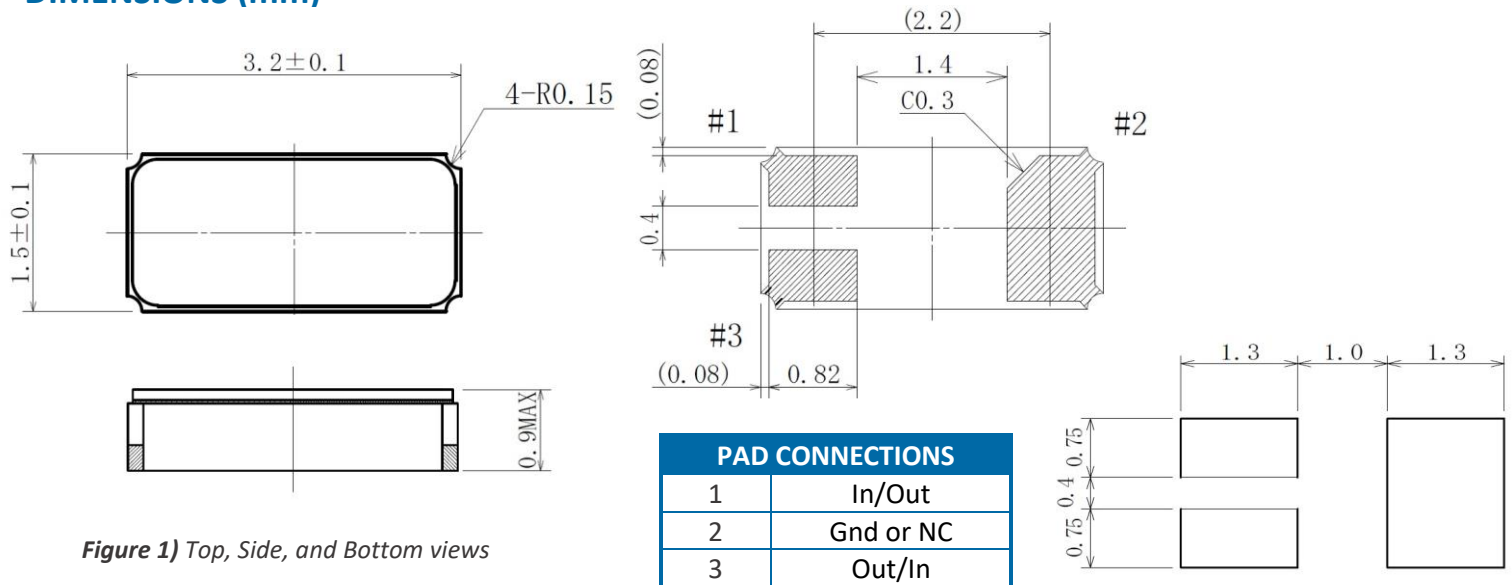 DIMENSIONS (mm)
3.2±0.1
4-R0.15
1.5±0.1
0.9MAX
Figure 1) Top, Side, and Bottom views
(2.2)
1.4
(0.08)
C0.3
#1
#2
0.4
#3
(0.08) 0.82
PAD CONNECTIONS
1 In/Out
2 Gnd or NC
3 Out/In
1.3 1.0 1.3
0.75
0.4
0.75